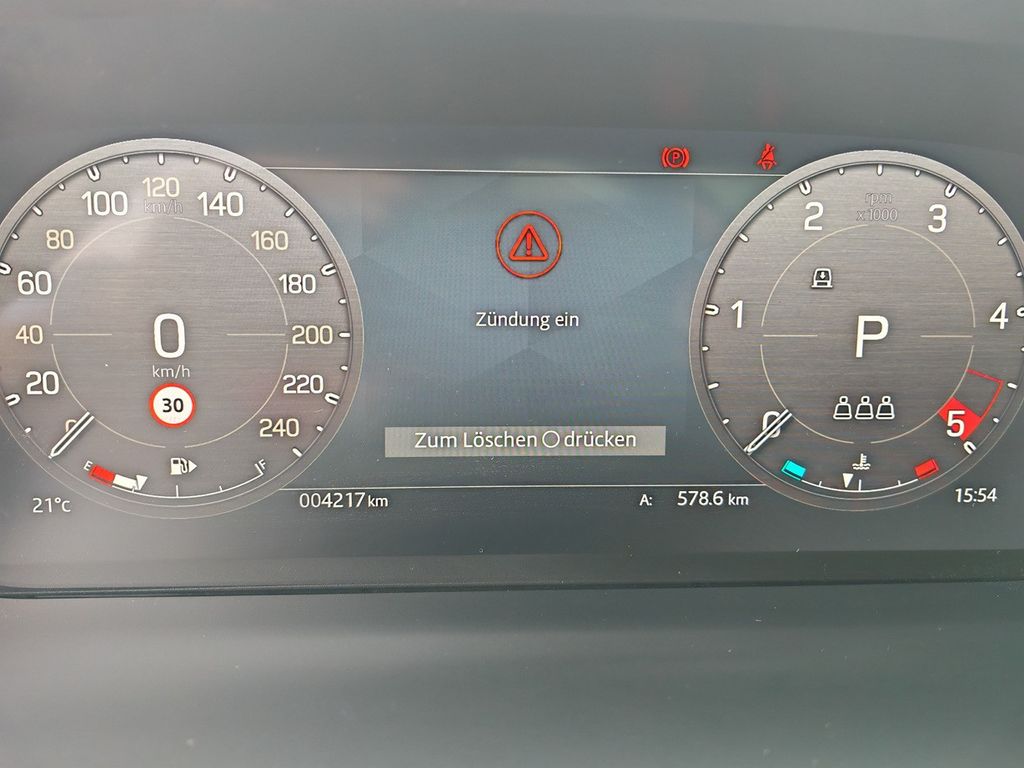 100 120 140
km/h
80 160
60 180
40 200
20 220
0 240
0
km/h
30
E F
21°C
004217 km
P
Zündung ein
Zum Löschen O drücken
A: 578.6 km
rpm
x1000
2 3
1 4
0 5
P
15:54